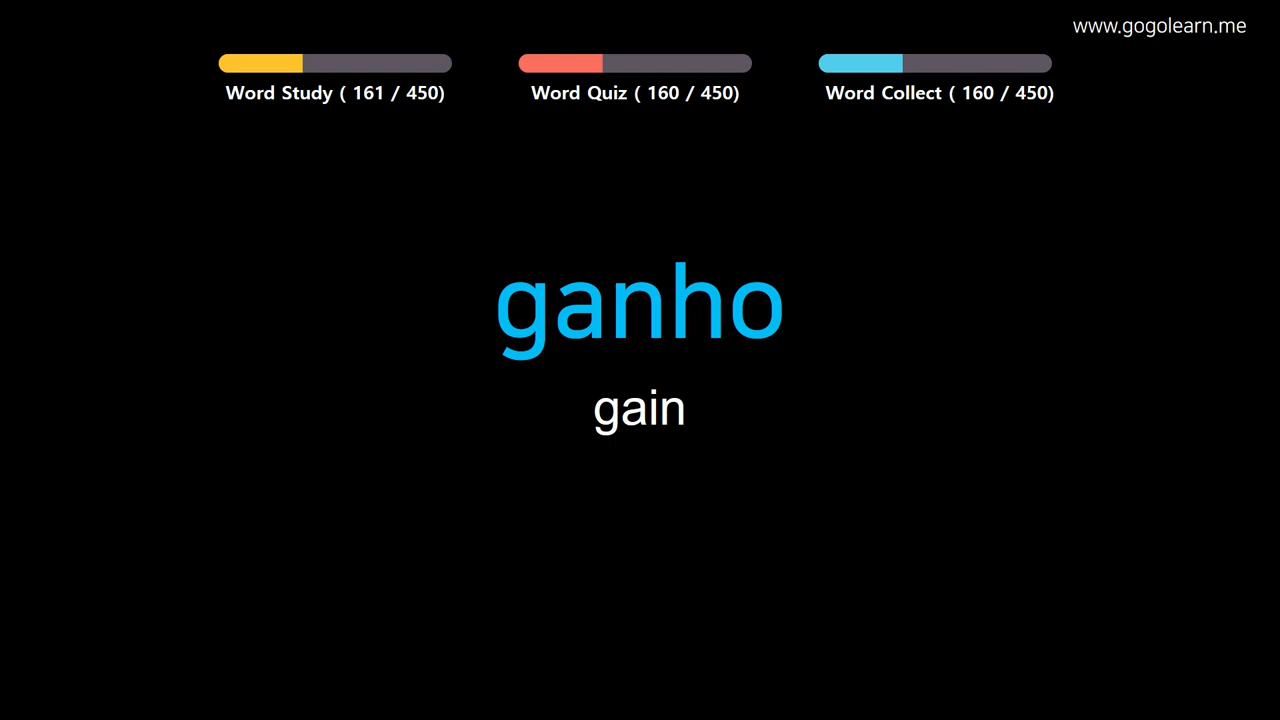 www.gogolearn.me
Word Study ( 161 / 450)
Word Quiz ( 160 / 450)
Word Collect ( 160 / 450)
ganho
gain